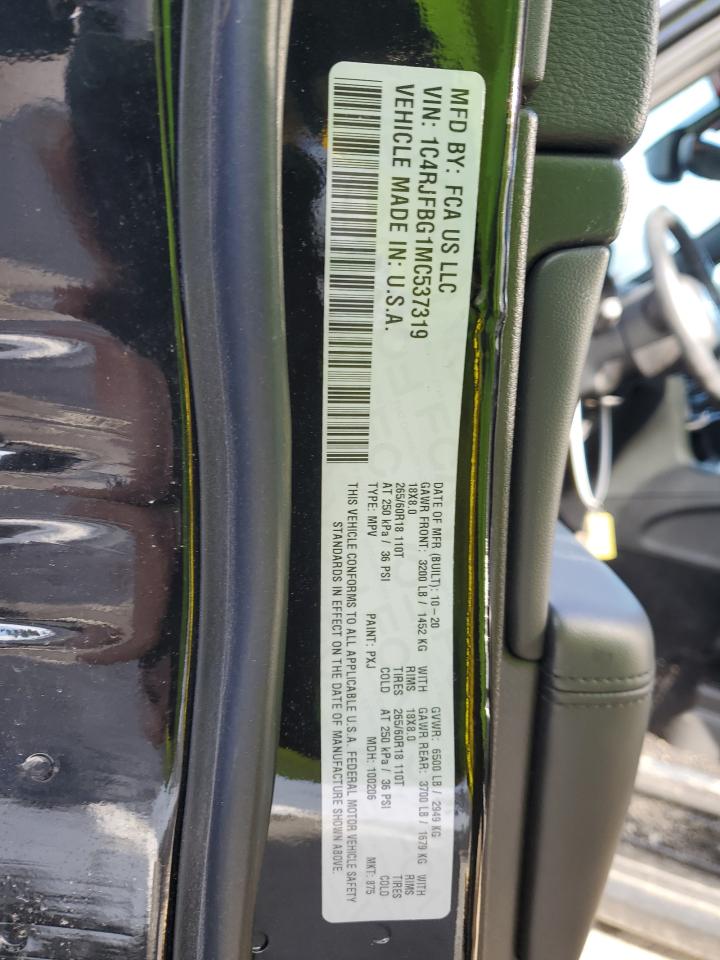 MFD BY: FCA US LLC
VIN: 1C4RJFBG1MC537319
VEHICLE MADE IN: U.S.A.
DATE OF MFR (BUILT): 10-20 GVWR: 6500 LB / 2949 KG
GAWR FRONT: 3200 LB / 1452 KG WITH GAWR REAR: 3700 LB / 1679 KG WITH
18X8.0 RIMS 18X8.0 RIMS
265/60R18 110T TIRES 265/60R18 110T TIRES
AT 250 kPa / 36 PSI COLD AT 250 kPa / 36 PSI COLD
TYPE: MPV PAINT: PXJ MDH: 100206 MKT: 875
THIS VEHICLE CONFORMS TO ALL APPLICABLE U.S.A. FEDERAL MOTOR VEHICLE SAFETY
STANDARDS IN EFFECT ON THE DATE OF MANUFACTURE SHOWN ABOVE.